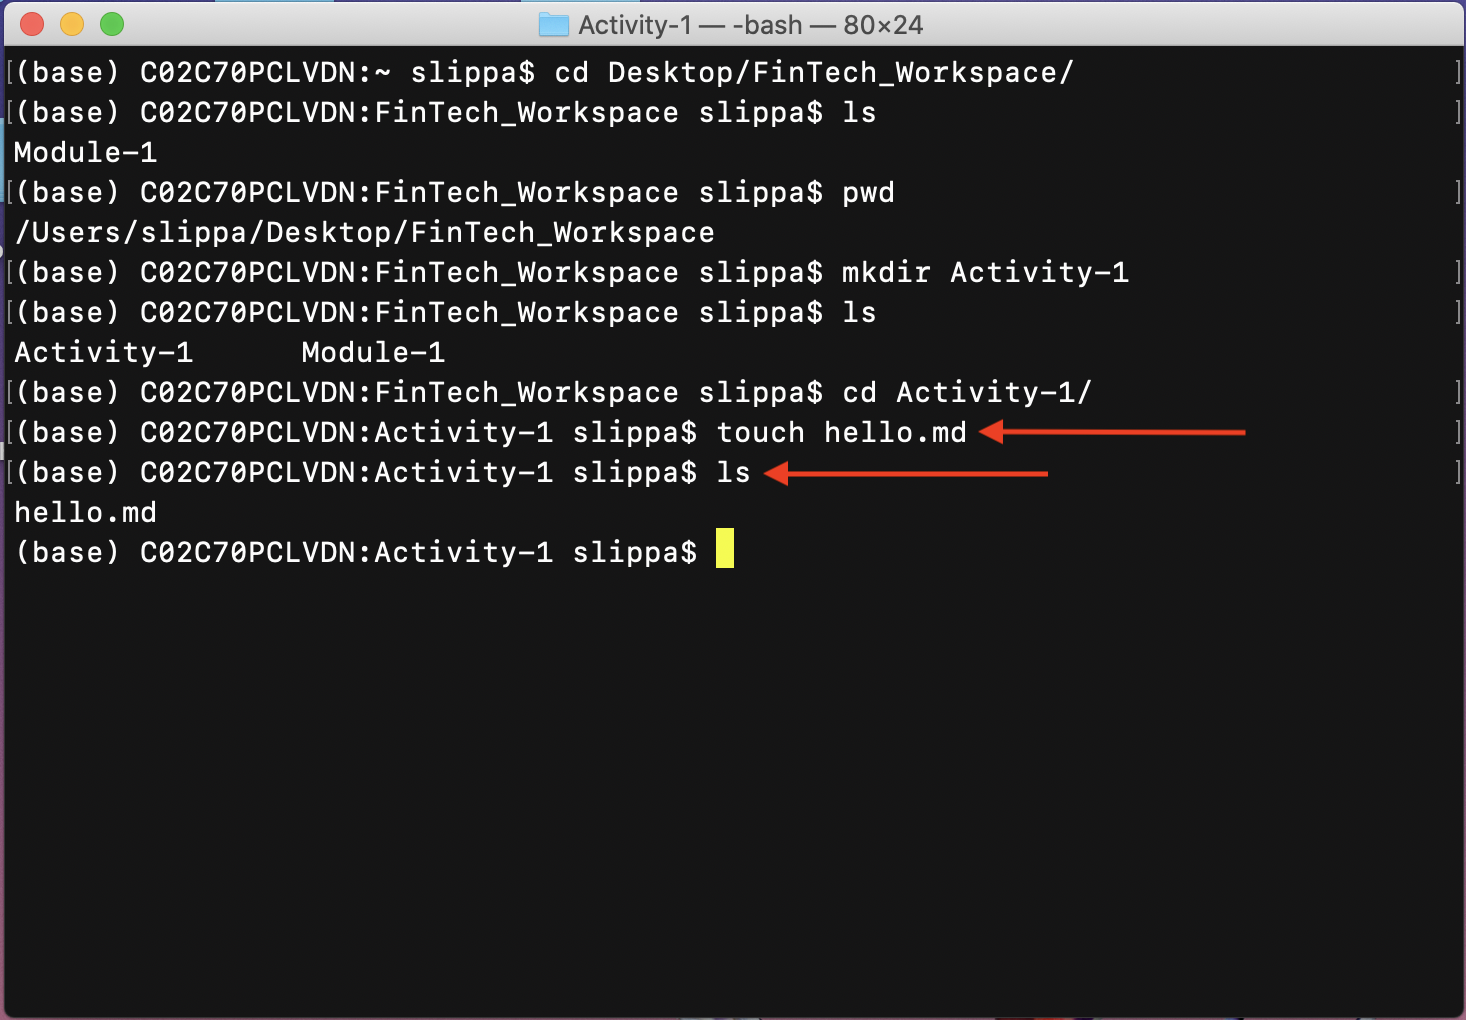 Activity-1 — -bash — 80×24
(base) C02C70PCLVDN:~ slippa$ cd Desktop/FinTech_Workspace/
(base) C02C70PCLVDN:FinTech_Workspace slippa$ ls
Module-1
(base) C02C70PCLVDN:FinTech_Workspace slippa$ pwd
/Users/slippa/Desktop/FinTech_Workspace
(base) C02C70PCLVDN:FinTech_Workspace slippa$ mkdir Activity-1
(base) C02C70PCLVDN:FinTech_Workspace slippa$ ls
Activity-1      Module-1
(base) C02C70PCLVDN:FinTech_Workspace slippa$ cd Activity-1/
(base) C02C70PCLVDN:Activity-1 slippa$ touch hello.md
(base) C02C70PCLVDN:Activity-1 slippa$ ls
hello.md
(base) C02C70PCLVDN:Activity-1 slippa$